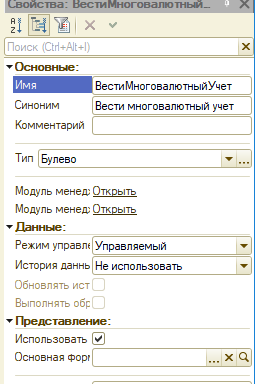 Свойства: ВестиМноговалютный...
Поиск (Ctrl+Alt+I)
Основные:
Имя ВестиМноговалютныйУчет
Синоним Вести многовалютный учет
Комментарий
Тип Булево
Модуль менед Открыть
Модуль менед Открыть
Данные:
Режим управле Управляемый
История данны Не использовать
Обновлять ист
Выполнять обр
Представление:
Использовать
Основная форм